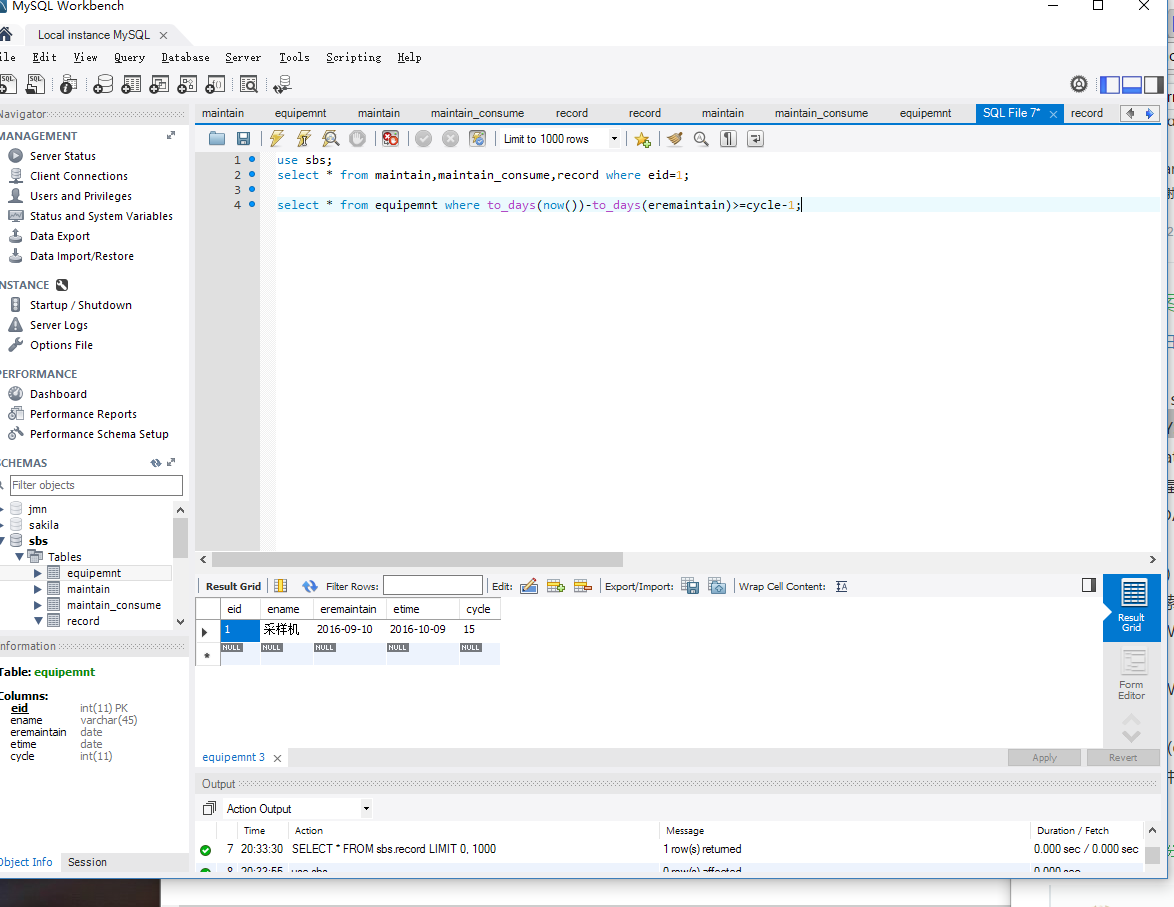 MySQL Workbench
Local instance MySQL
Edit View Query Database Server Tools Scripting Help
maintain equipemnt maintain maintain_consume record record maintain maintain_consume equipemnt SQL File 7* record
Limit to 1000 rows
MANAGEMENT
Server Status
Client Connections
Users and Privileges
Status and System Variables
Data Export
Data Import/Restore
Startup / Shutdown
Server Logs
Options File
Dashboard
Performance Reports
Performance Schema Setup
Filter objects
jmn
sakila
sbs
Tables
equipemnt
maintain
maintain_consume
record
Table: equipemnt
Columns:
eid int(11) PK
ename varchar(45)
eremaintain date
etime date
cycle int(11)
Object Info Session
1 use sbs;
2 select * from maintain,maintain_consume,record where eid=1;
3
4 select * from equipemnt where to_days(now())-to_days(eremaintain)>=cycle-1;
Result Grid Filter Rows: Edit: Export/Import: Wrap Cell Content:
eid ename eremaintain etime cycle
1 采样机 2016-09-10 2016-10-09 15
NULL NULL NULL NULL NULL
Result
Grid
Form
Editor
equipemnt 3 Apply Revert
Output
Action Output
Time Action Message Duration / Fetch
7 20:33:30 SELECT * FROM sbs.record LIMIT 0, 1000 1 row(s) returned 0.000 sec / 0.000 sec
8 20:33:55 use sbs 0 row(s) affected 0.000 sec